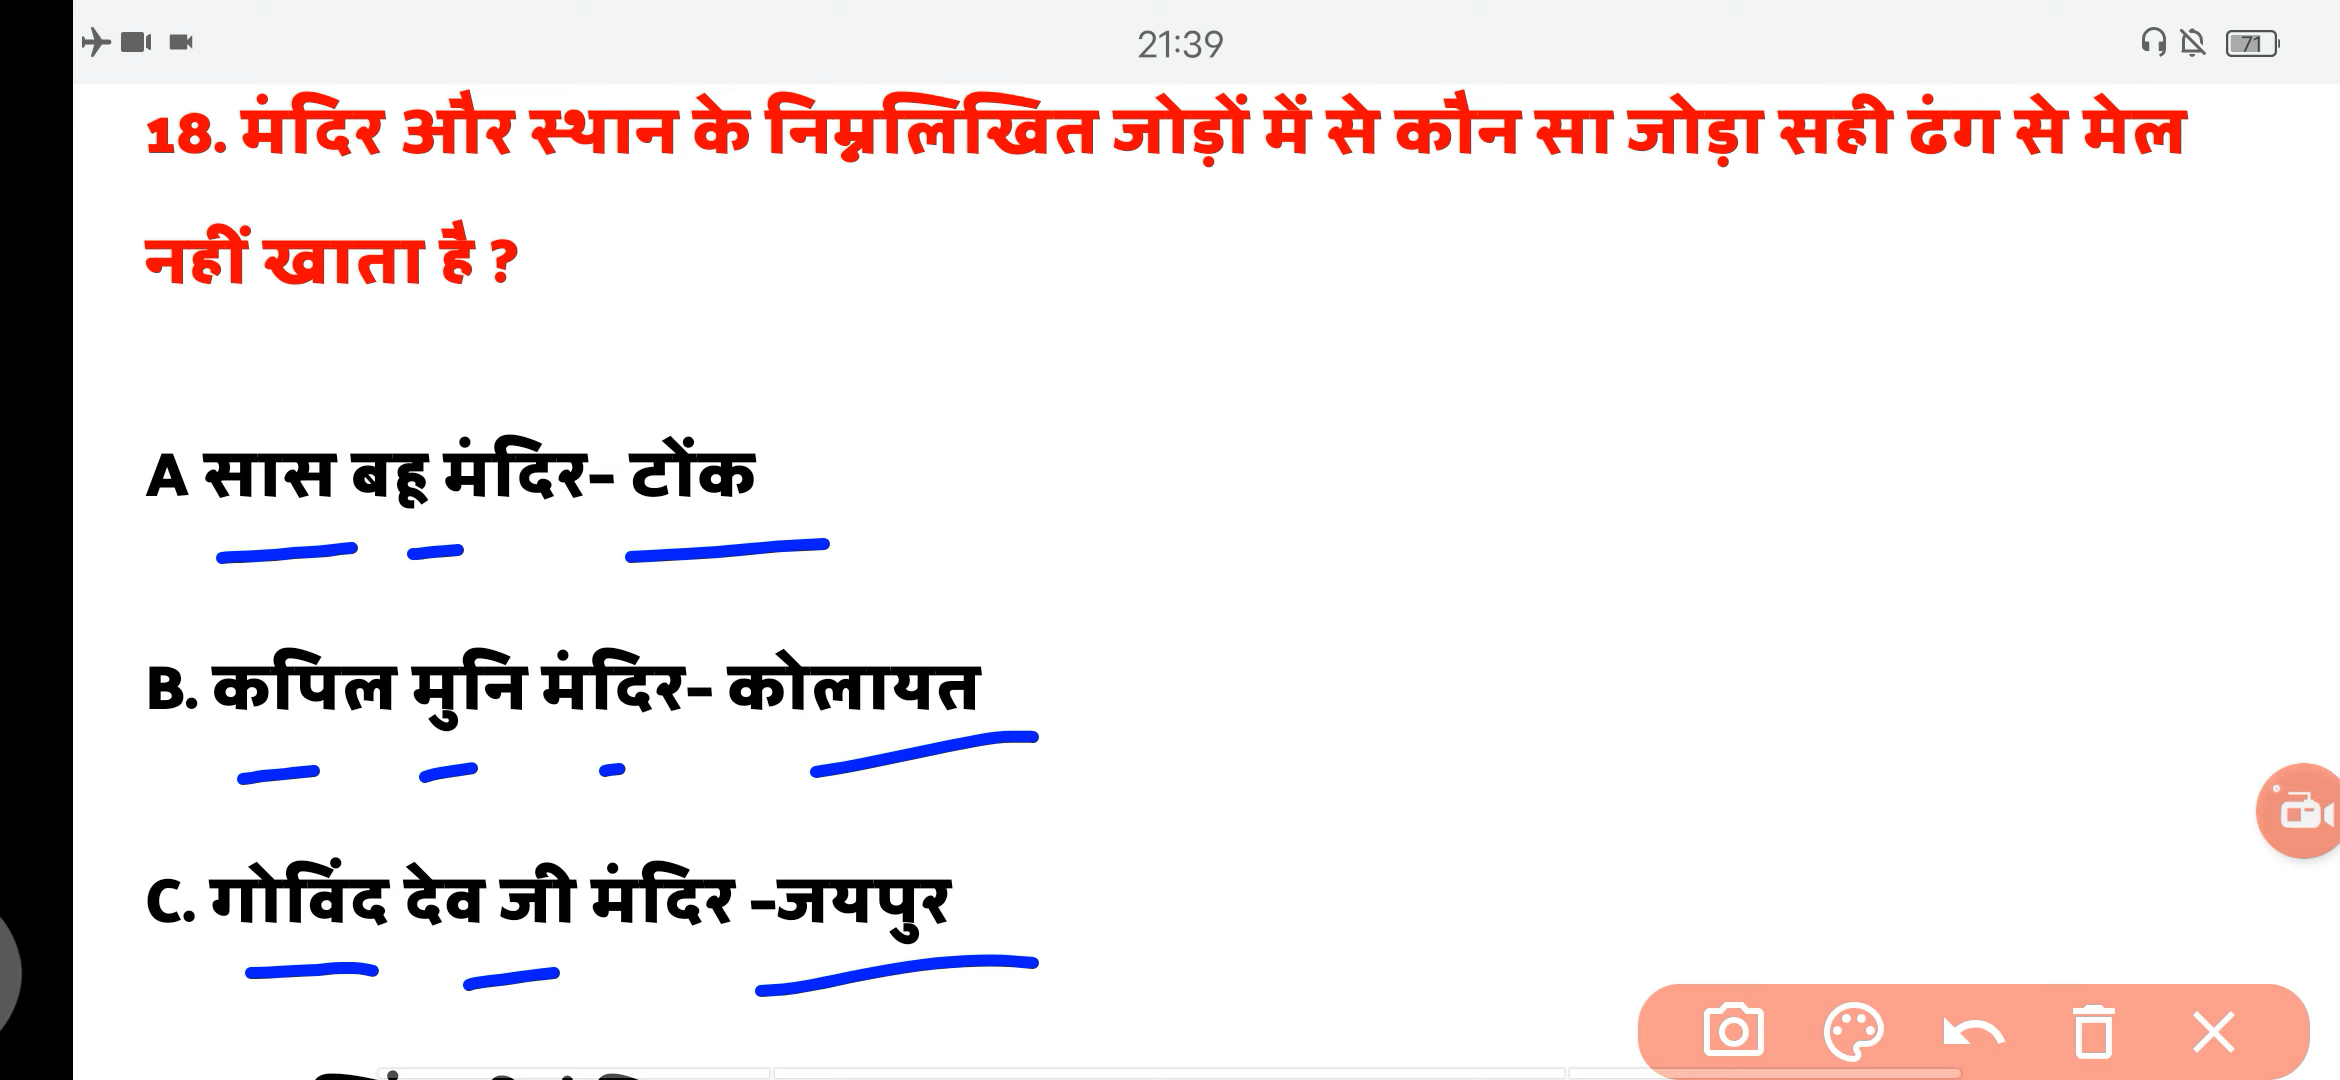 21:39
71
18. मंदिर और स्थान के निम्नलिखित जोड़ों में से कौन सा जोड़ा सही ढंग से मेल
नहीं खाता है ?
A सास बहू मंदिर- टोंक
B. कपिल मुनि मंदिर- कोलायत
C. गोविंद देव जी मंदिर -जयपुर